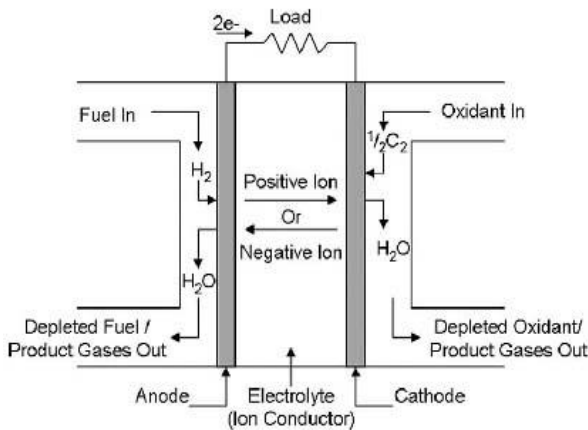 Load
2e-
Fuel In
Oxidant In
½C₂
H₂
Positive Ion
Or
Negative Ion
H₂O
H₂O
Depleted Fuel /
Product Gases Out
Depleted Oxidant/
Product Gases Out
Anode
Electrolyte
(Ion Conductor)
Cathode